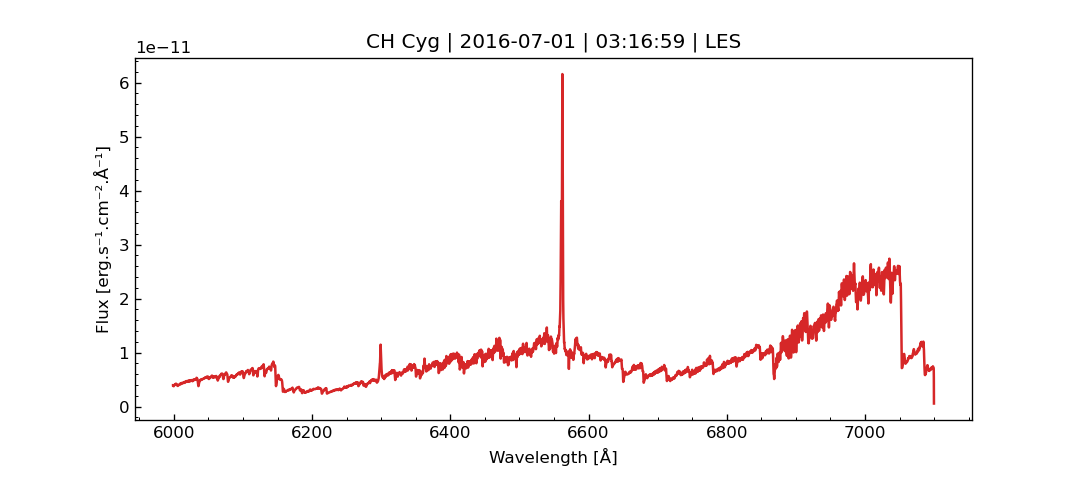 CH Cyg | 2016-07-01 | 03:16:59 | LES
1e−11
6
5
4
3
2
1
0
Flux [erg.s⁻¹.cm⁻².Å⁻¹]
6000 6200 6400 6600 6800 7000
Wavelength [Å]